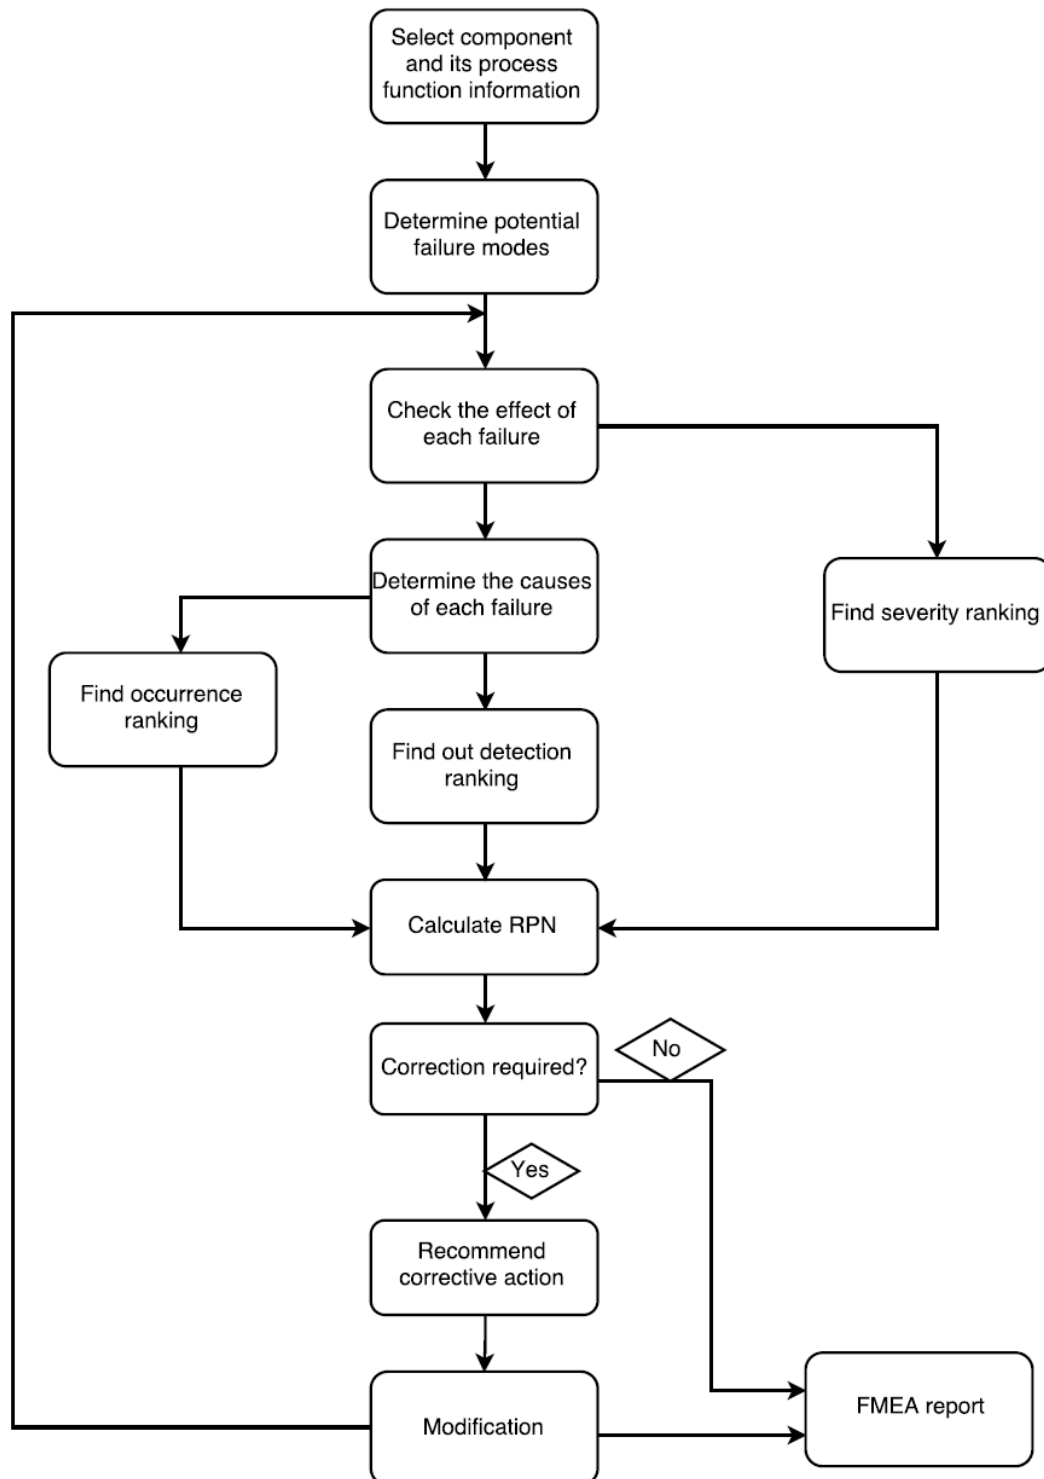 Select component
and its process
function information
Determine potential
failure modes
Check the effect of
each failure
Determine the causes
of each failure
Find severity ranking
Find occurrence
ranking
Find out detection
ranking
Calculate RPN
Correction required?
No
Yes
Recommend
corrective action
Modification
FMEA report